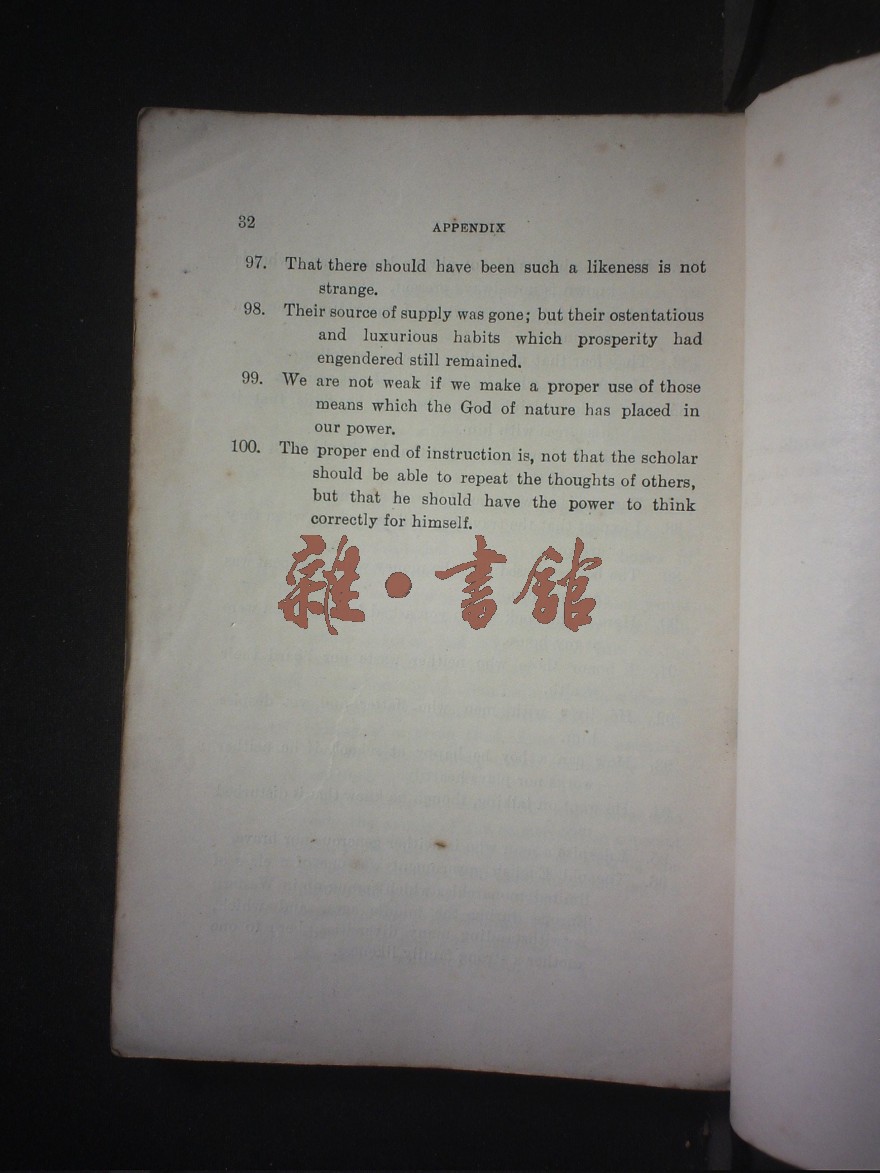 32
APPENDIX
97. That there should have been such a likeness is not
strange.
98. Their source of supply was gone; but their ostentatious
and luxurious habits which prosperity had
engendered still remained.
99. We are not weak if we make a proper use of those
means which the God of nature has placed in
our power.
100. The proper end of instruction is, not that the scholar
should be able to repeat the thoughts of others,
but that he should have the power to think
correctly for himself.
雜•書館